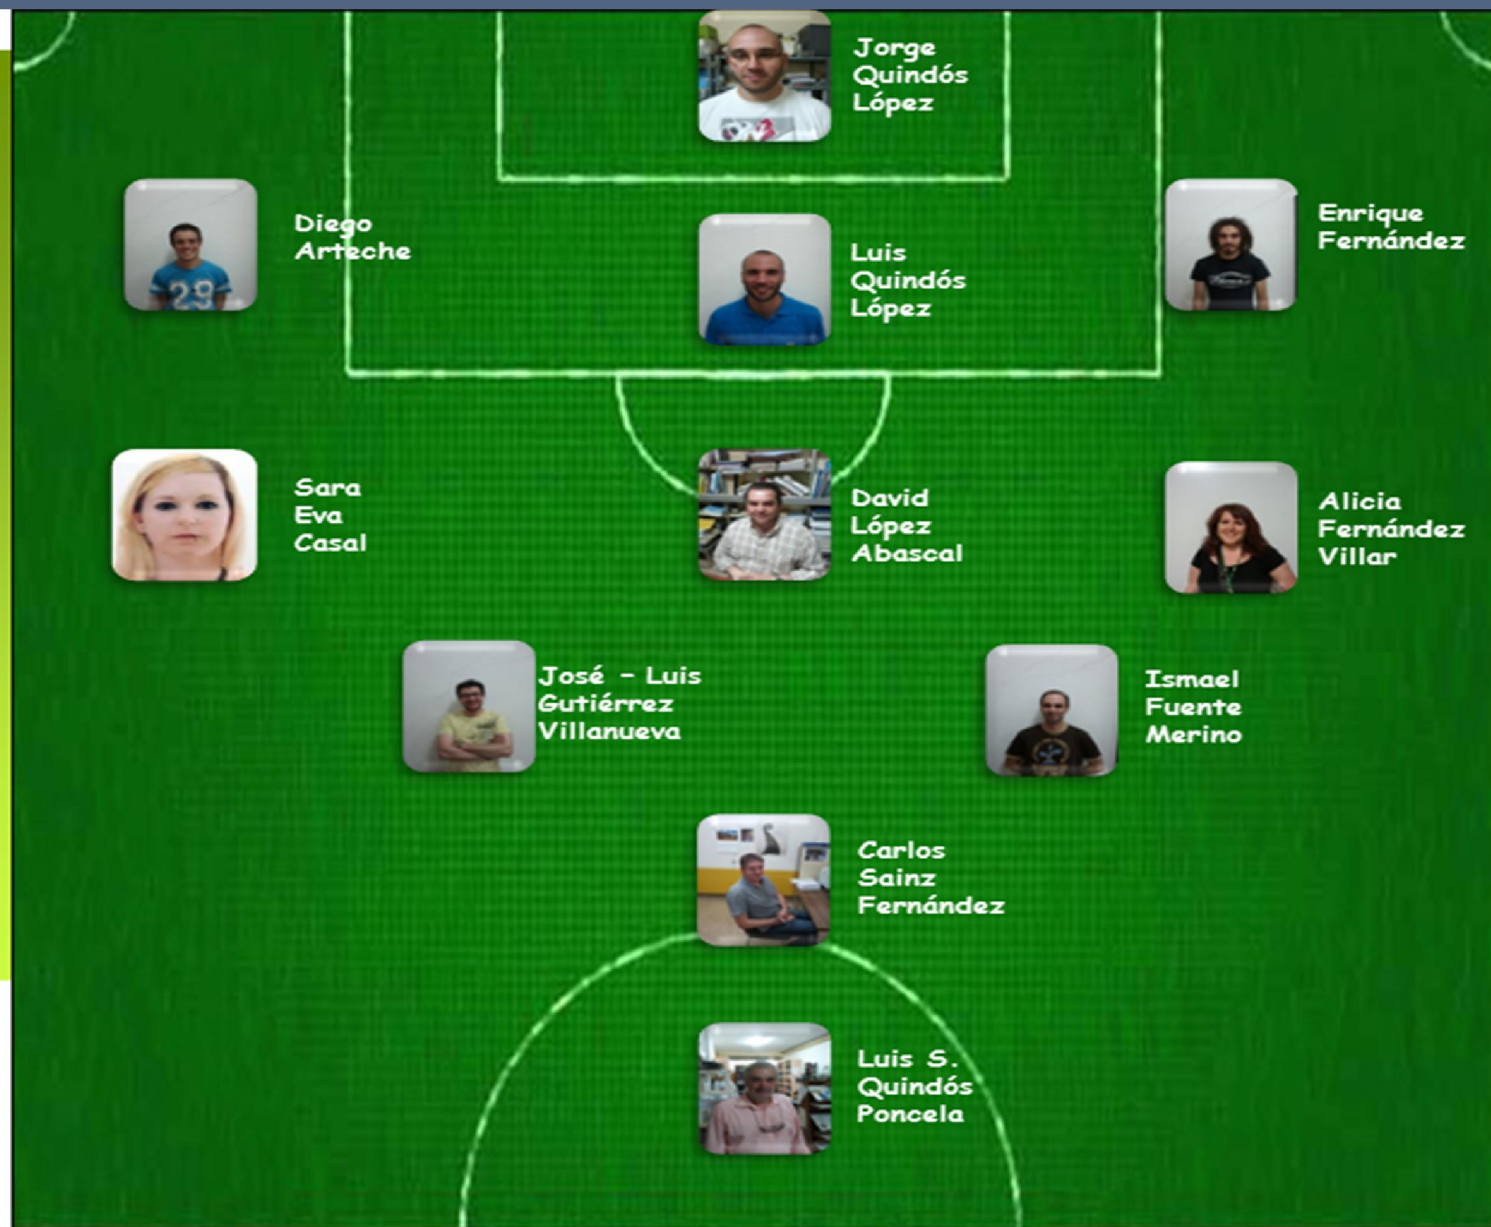 Jorge
Quindós
López
Diego
Arteche
Luis
Quindós
López
Enrique
Fernández
Sara
Eva
Casal
David
López
Abascal
Alicia
Fernández
Villar
José - Luis
Gutiérrez
Villanueva
Ismael
Fuente
Merino
Carlos
Sainz
Fernández
Luis S.
Quindós
Poncela
29